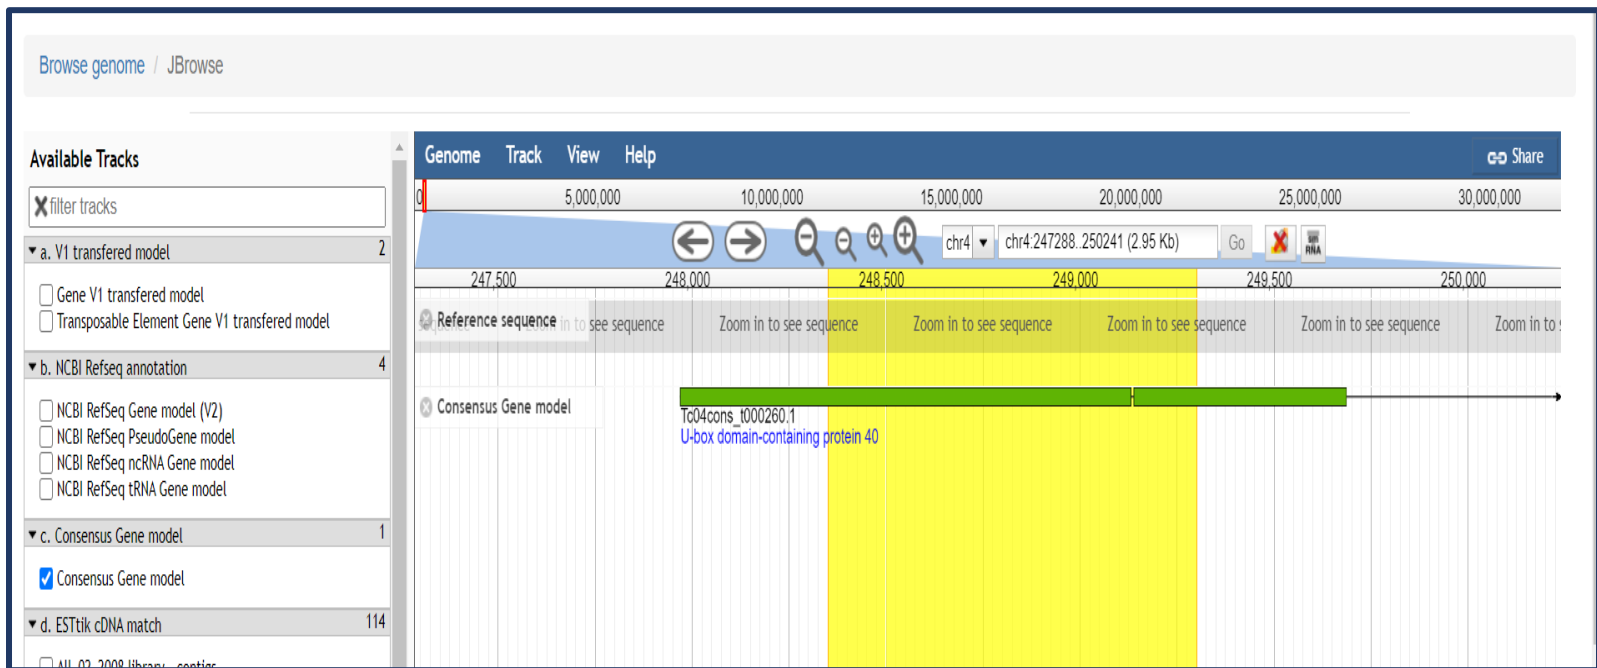 Browse genome / JBrowse
Available Tracks
filter tracks
a. V1 transfered model 2
Gene V1 transfered model
Transposable Element Gene V1 transfered model
b. NCBI Refseq annotation 4
NCBI RefSeq Gene model (V2)
NCBI RefSeq PseudoGene model
NCBI RefSeq ncRNA Gene model
NCBI RefSeq tRNA Gene model
c. Consensus Gene model 1
Consensus Gene model
d. ESTtik cDNA match 114
Genome Track View Help Share
0 5,000,000 10,000,000 15,000,000 20,000,000 25,000,000 30,000,000
chr4 chr4:247288..250241 (2.95 Kb) Go
RNA
247,500 248,000 248,500 249,000 249,500 250,000
Reference sequence in to see sequence Zoom in to see sequence Zoom in to see sequence Zoom in to see sequence Zoom in to see sequence Zoom in to
Consensus Gene model
Tc04cons_t000260.1
U-box domain-containing protein 40